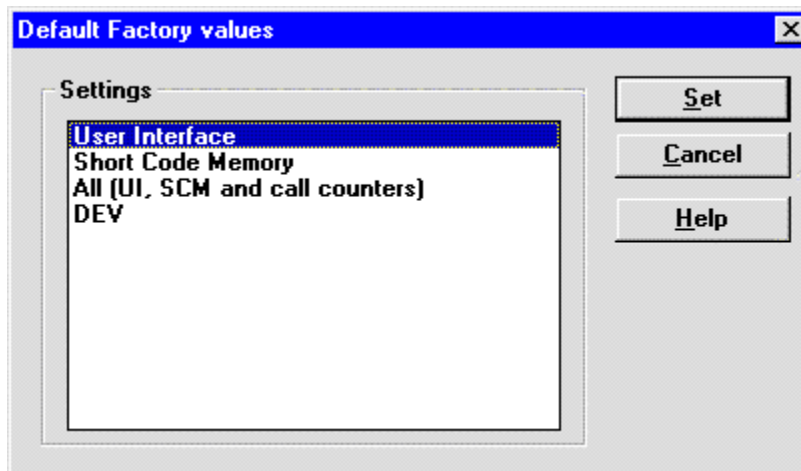 Default Factory values
Settings
User Interface
Short Code Memory
All (UI, SCM and call counters)
DEV
Set
Cancel
Help